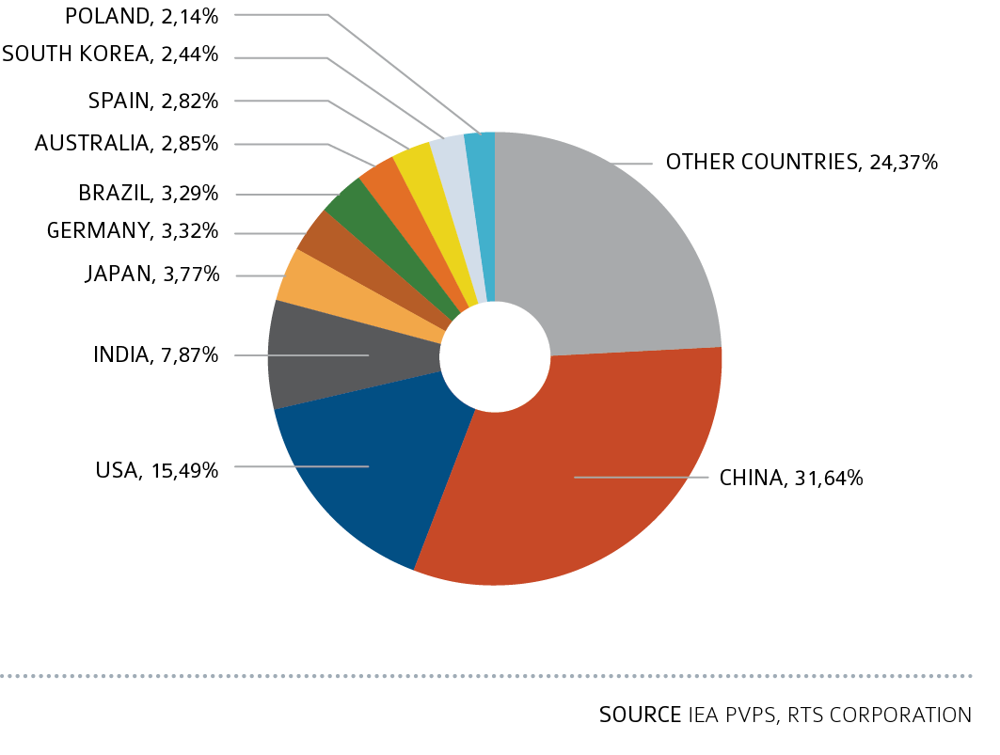 POLAND, 2,14%
SOUTH KOREA, 2,44%
SPAIN, 2,82%
AUSTRALIA, 2,85%
BRAZIL, 3,29%
GERMANY, 3,32%
JAPAN, 3,77%
INDIA, 7,87%
USA, 15,49%
OTHER COUNTRIES, 24,37%
CHINA, 31,64%
SOURCE IEA PVPS, RTS CORPORATION